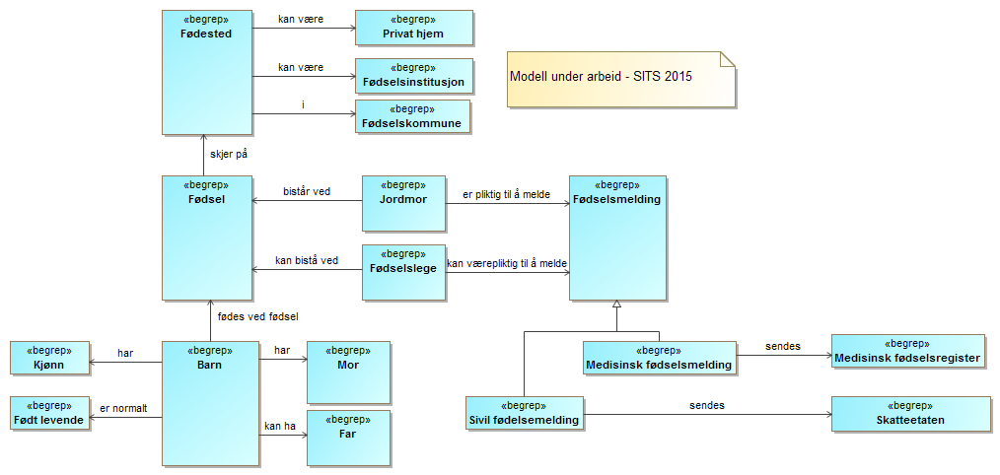 «begrep»
Fødested
kan være
«begrep»
Privat hjem
kan være
«begrep»
Fødselsinstitusjon
i
«begrep»
Fødselskommune
Modell under arbeid - SITS 2015
skjer på
«begrep»
Fødsel
bistår ved
«begrep»
Jordmor
er pliktig til å melde
«begrep»
Fødselsmelding
kan bistå ved
«begrep»
Fødselslege
kan værepliktig til å melde
fødes ved fødsel
«begrep»
Kjønn
har
«begrep»
Barn
har
«begrep»
Mor
«begrep»
Medisinsk fødselsmelding
sendes
«begrep»
Medisinsk fødselsregister
«begrep»
Født levende
er normalt
kan ha
«begrep»
Far
«begrep»
Sivil fødselsemelding
sendes
«begrep»
Skatteetaten